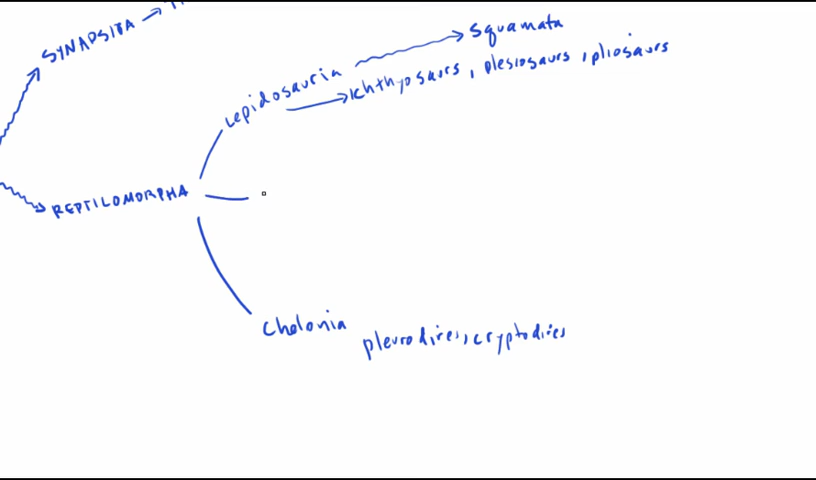 SYNAPSIDA →
Lepidosauria → Squamata
→ Ichthyosaurs, plesiosaurs, pliosaurs
REPTILOMORPHA
Chelonia pleurodires, cryptodires